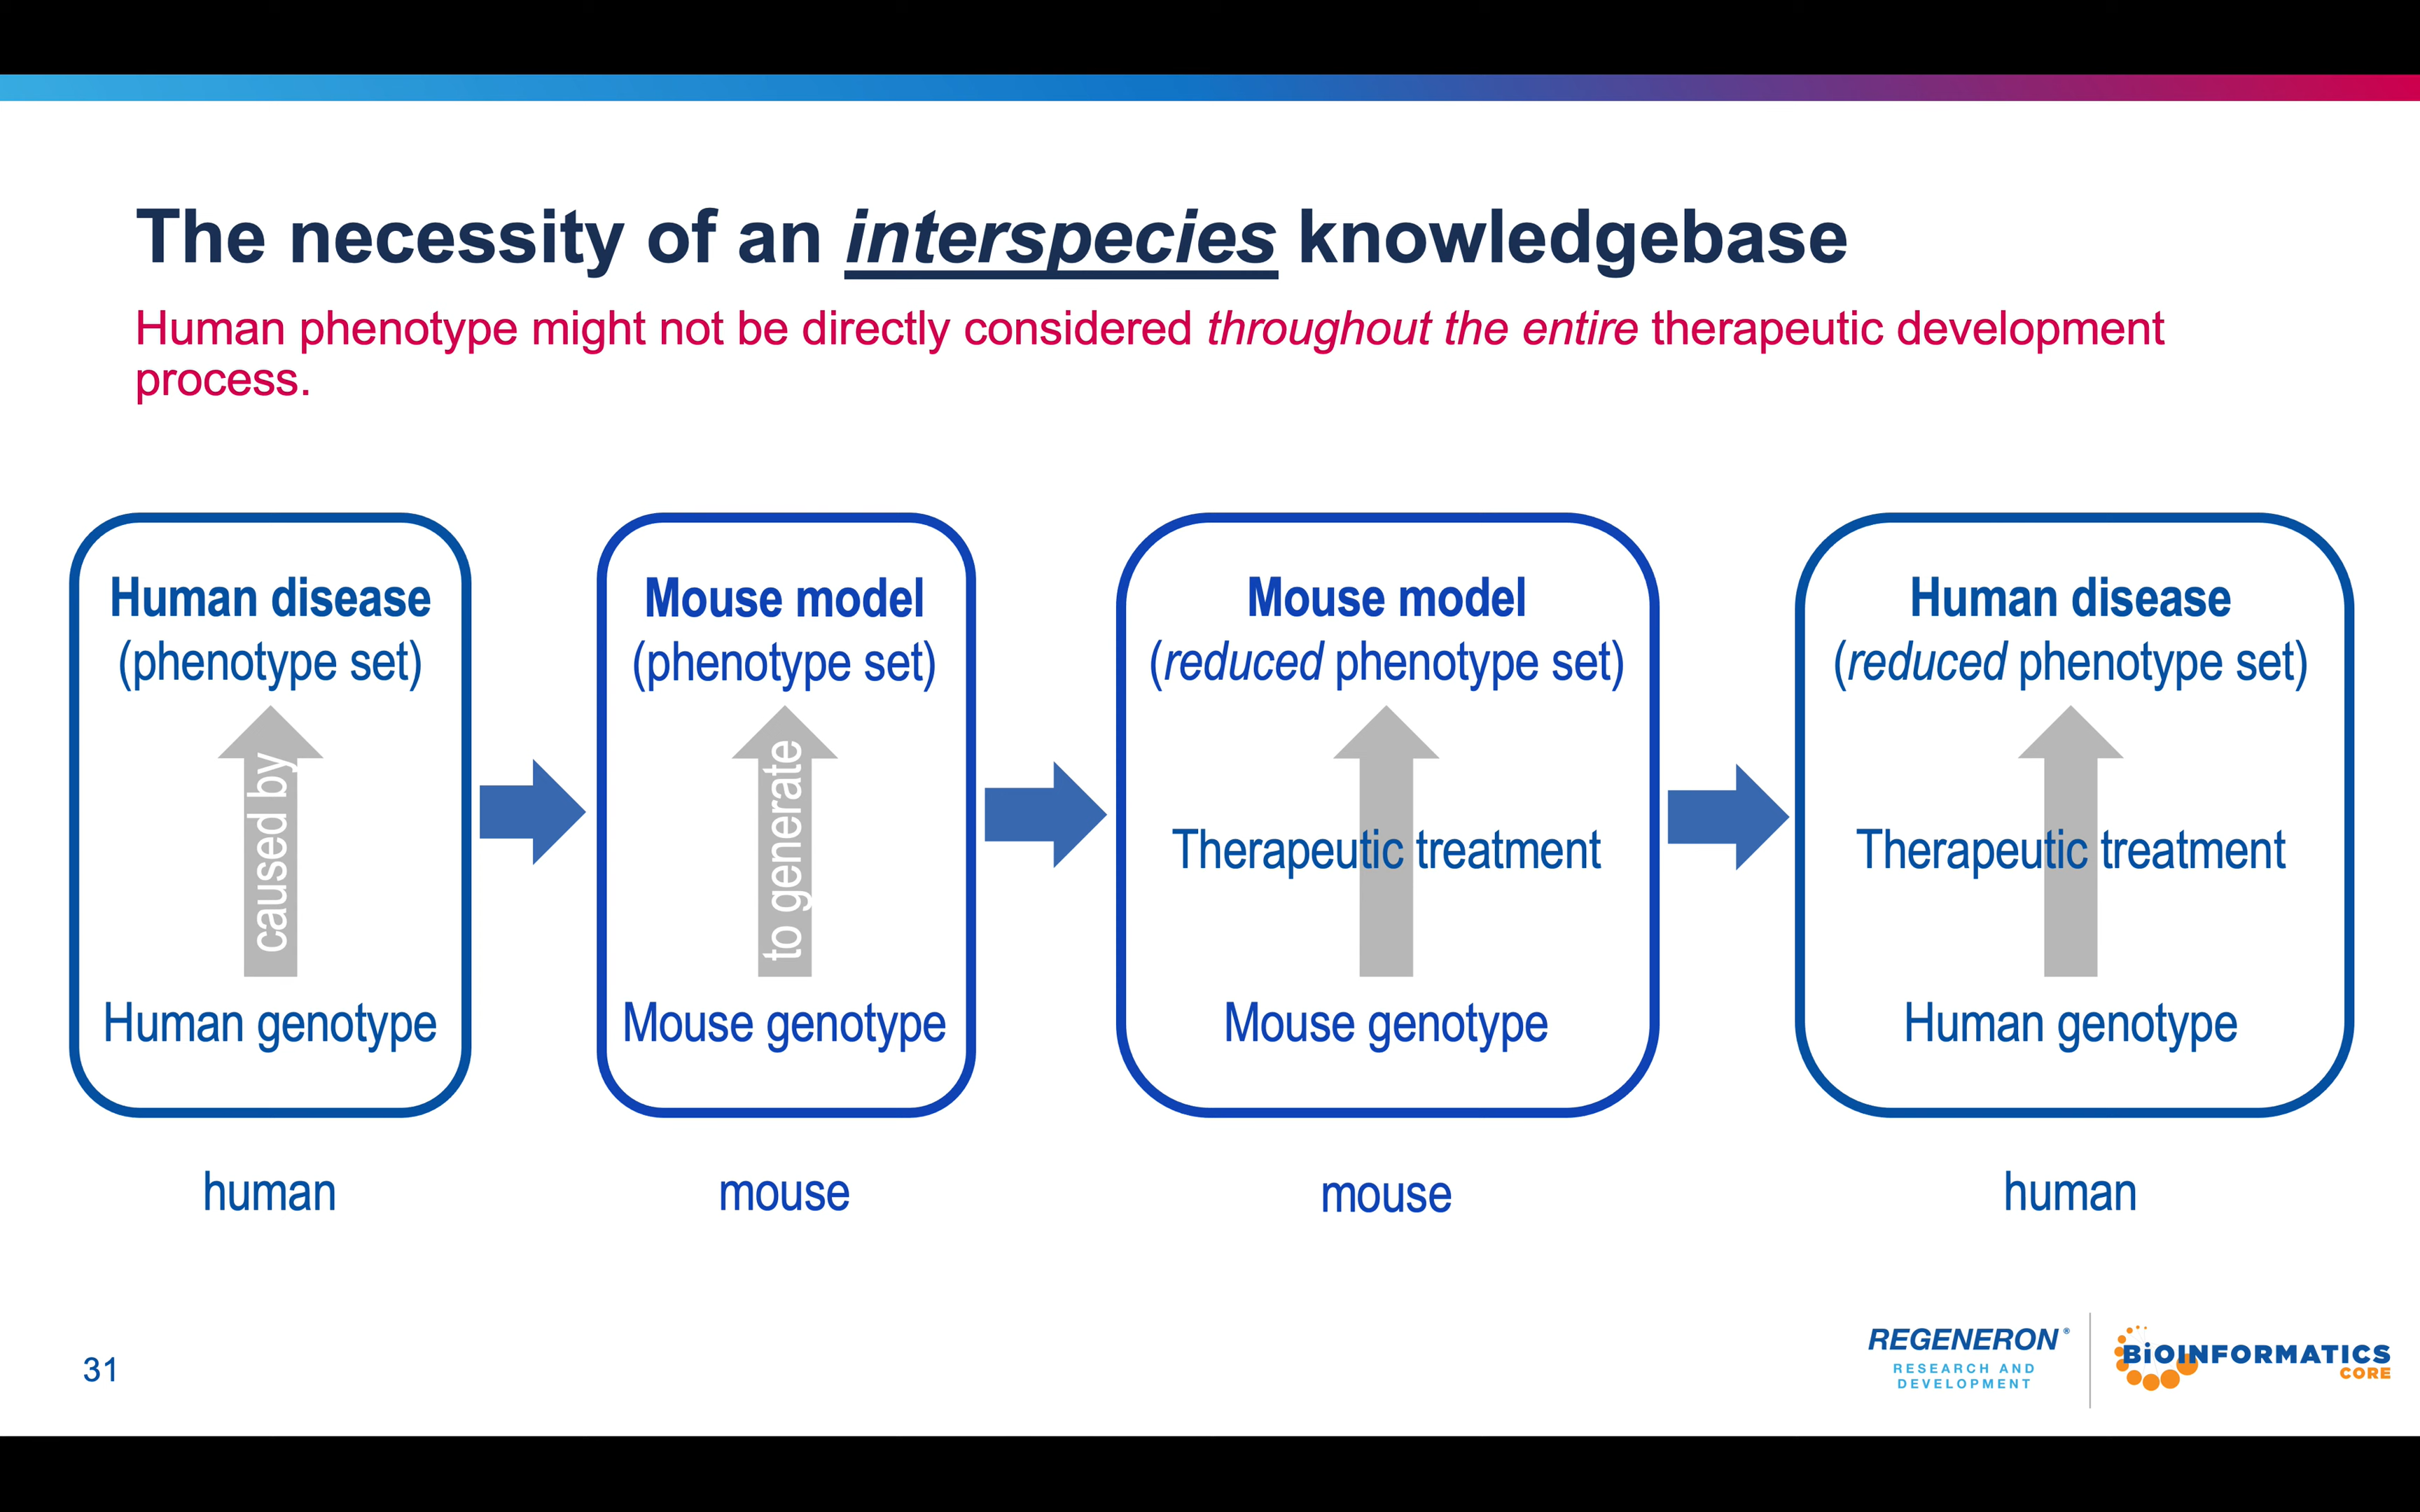 The necessity of an interspecies knowledgebase
Human phenotype might not be directly considered throughout the entire therapeutic development
process.
Human disease
(phenotype set)
caused by
Human genotype
human
Mouse model
(phenotype set)
to generate
Mouse genotype
mouse
Mouse model
(reduced phenotype set)
Therapeutic treatment
Mouse genotype
mouse
Human disease
(reduced phenotype set)
Therapeutic treatment
Human genotype
human
31
REGENERON®
RESEARCH AND
DEVELOPMENT
BiOINFORMATICS
CORE